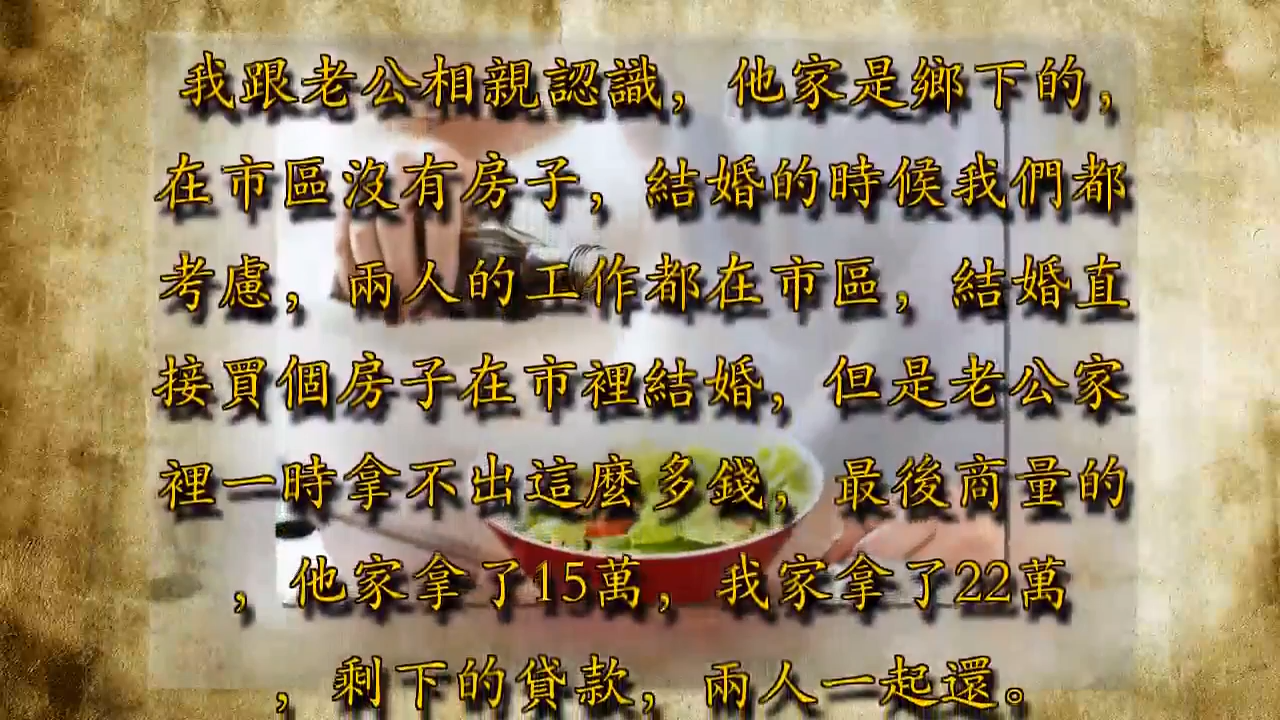 我跟老公相親認識，他家是鄉下的，
在市區沒有房子，結婚的時候我們都
考慮，兩人的工作都在市區，結婚直
接買個房子在市裡結婚，但是老公家
裡一時拿不出這麼多錢，最後商量的
，他家拿了15萬，我家拿了22萬
，剩下的貸款，兩人一起還。